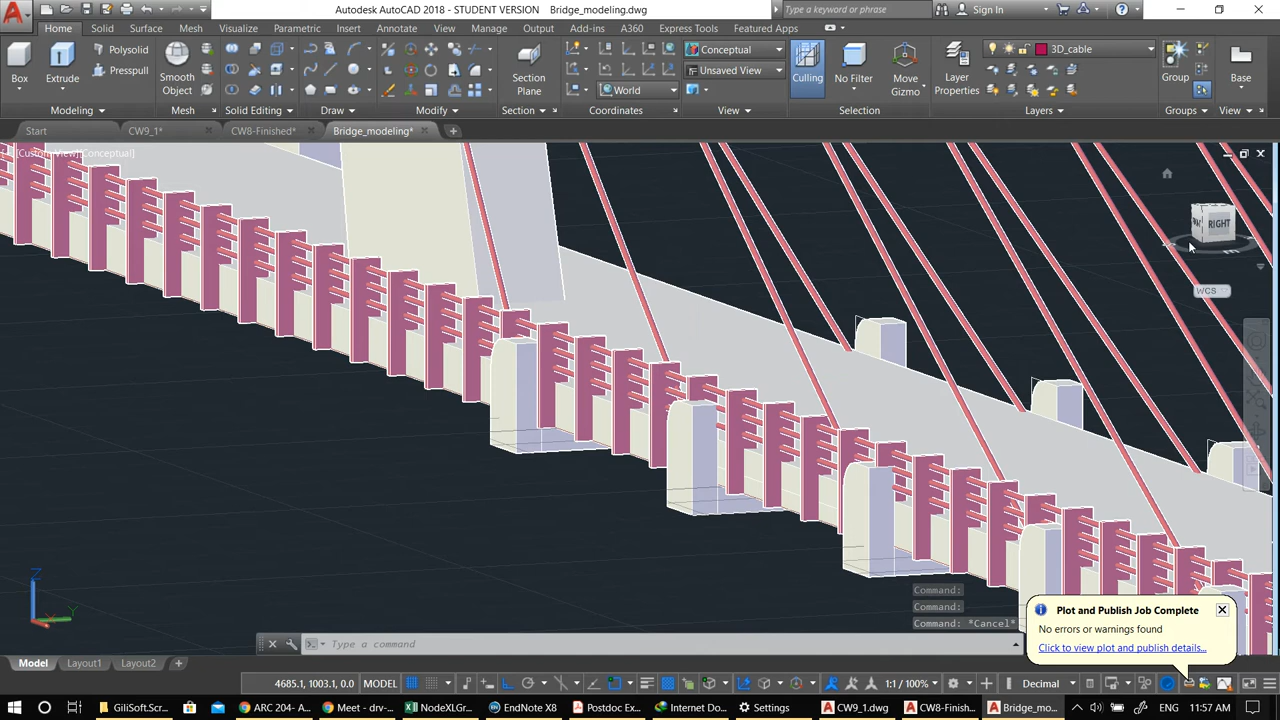 Autodesk AutoCAD 2018 - STUDENT VERSION Bridge_modeling.dwg
Type a keyword or phrase
Sign In
Home Solid Surface Mesh Visualize Parametric Insert Annotate View Manage Output Add-ins A360 Express Tools Featured Apps
Box
Extrude
Polysolid
Presspull
Smooth Object
Section Plane
World
Conceptual
Unsaved View
Culling
No Filter
Move Gizmo
Layer Properties
3D_cable
Group
Base
Modeling
Mesh
Solid Editing
Draw
Modify
Section
Coordinates
View
Selection
Layers
Groups
View
Start
CW9_1*
CW8-Finished*
Bridge_modeling*
[Custom View][Conceptual]
RIGHT
WCS
Z
Y
Command:
Command:
Command: *Cancel*
Type a command
Plot and Publish Job Complete
No errors or warnings found
Click to view plot and publish details...
Model Layout1 Layout2
4685.1, 1003.1, 0.0 MODEL
1:1 / 100%
Decimal
GiliSoft.Scr...
ARC 204 - ...
Meet - drv-...
NodeXLGr...
EndNote X8
Postdoc Ex...
Internet Do...
Settings
CW9_1.dwg
CW8-Finish...
Bridge_mo...
ENG
11:57 AM